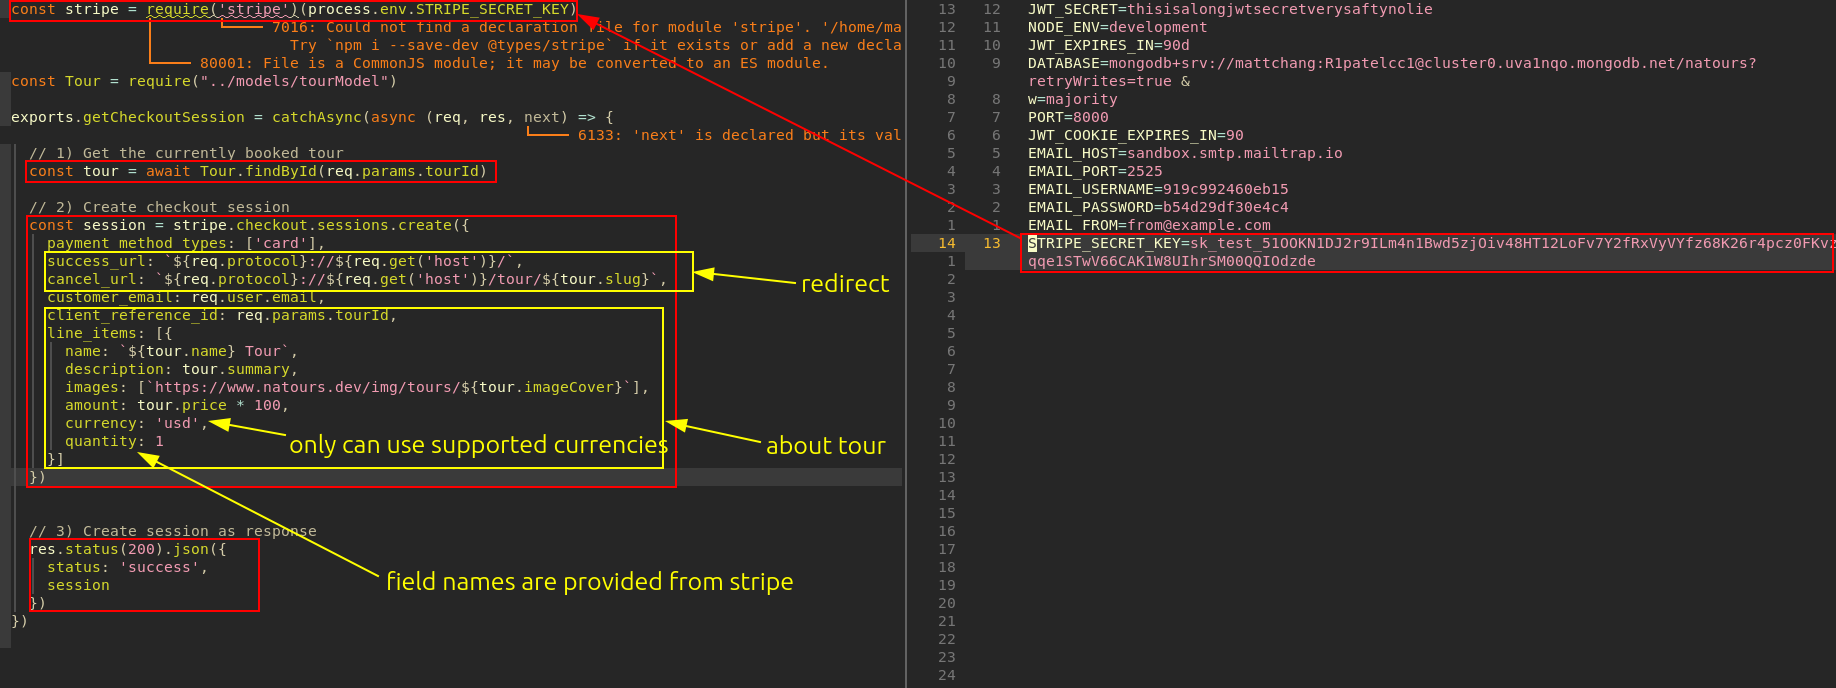 const stripe = require('stripe')(process.env.STRIPE_SECRET_KEY)
7016: Could not find a declaration file for module 'stripe'. '/home/ma
Try `npm i --save-dev @types/stripe` if it exists or add a new decla
80001: File is a CommonJS module; it may be converted to an ES module.
const Tour = require("../models/tourModel")
exports.getCheckoutSession = catchAsync(async (req, res, next) => {
6133: 'next' is declared but its val
// 1) Get the currently booked tour
const tour = await Tour.findById(req.params.tourId)
// 2) Create checkout session
const session = stripe.checkout.sessions.create({
payment_method_types: ['card'],
success_url: `${req.protocol}://${req.get('host')}/`,
cancel_url: `${req.protocol}://${req.get('host')}/tour/${tour.slug}`,
customer_email: req.user.email,
client_reference_id: req.params.tourId,
line_items: [{
name: `${tour.name} Tour`,
description: tour.summary,
images: [`https://www.natours.dev/img/tours/${tour.imageCover}`],
amount: tour.price * 100,
currency: 'usd',
quantity: 1
}]
})
// 3) Create session as response
res.status(200).json({
status: 'success',
session
})
})
redirect
only can use supported currencies
about tour
field names are provided from stripe
13 12 JWT_SECRET=thisisalongjwtsecretverysaftynolie
12 11 NODE_ENV=development
11 10 JWT_EXPIRES_IN=90d
10 9 DATABASE=mongodb+srv://mattchang:R1patelcc1@cluster0.uva1nqo.mongodb.net/natours?
9 retryWrites=true &
8 8 w=majority
7 7 PORT=8000
6 6 JWT_COOKIE_EXPIRES_IN=90
5 5 EMAIL_HOST=sandbox.smtp.mailtrap.io
4 4 EMAIL_PORT=2525
3 3 EMAIL_USERNAME=919c992460eb15
2 2 EMAIL_PASSWORD=b54d29df30e4c4
1 1 EMAIL_FROM=from@example.com
14 13 STRIPE_SECRET_KEY=sk_test_51OOKN1DJ2r9ILm4n1Bwd5zjOiv48HT12LoFv7Y2fRxVyVYfz68K26r4pcz0FKvz
1 qqe1STwV66CAK1W8UIhrSM00QQIOdzde
2
3
4
5
6
7
8
9
10
11
12
13
14
15
16
17
18
19
20
21
22
23
24